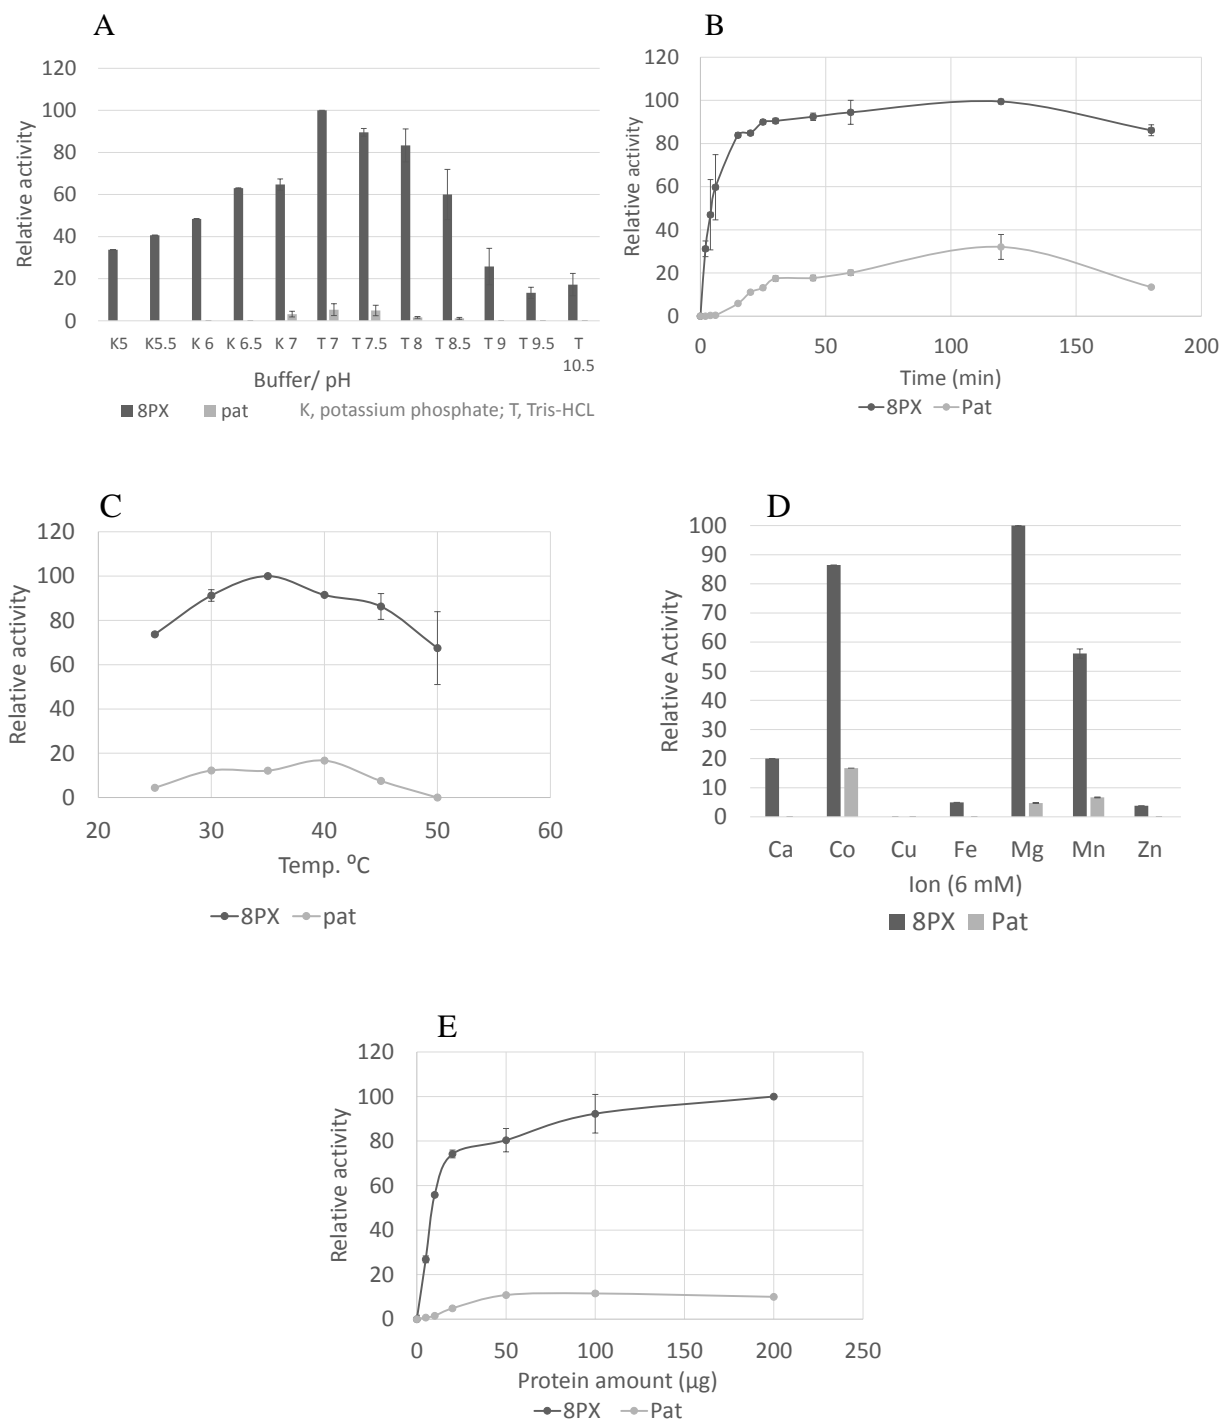 A
120
100
80
60
40
20
0
Relative activity
K5 K5.5 K 6 K 6.5 K 7 T 7 T 7.5 T 8 T 8.5 T 9 T 9.5 T 10.5
Buffer/ pH
8PX pat K, potassium phosphate; T, Tris-HCL
B
120
100
80
60
40
20
0
Relative activity
0 50 100 150 200
Time (min)
8PX Pat
C
120
100
80
60
40
20
0
Relative activity
20 30 40 50 60
Temp. ⁰C
8PX pat
D
100
90
80
70
60
50
40
30
20
10
0
Relative Activity
Ca Co Cu Fe Mg Mn Zn
Ion (6 mM)
8PX Pat
E
120
100
80
60
40
20
0
Relative activity
0 50 100 150 200 250
Protein amount (µg)
8PX Pat